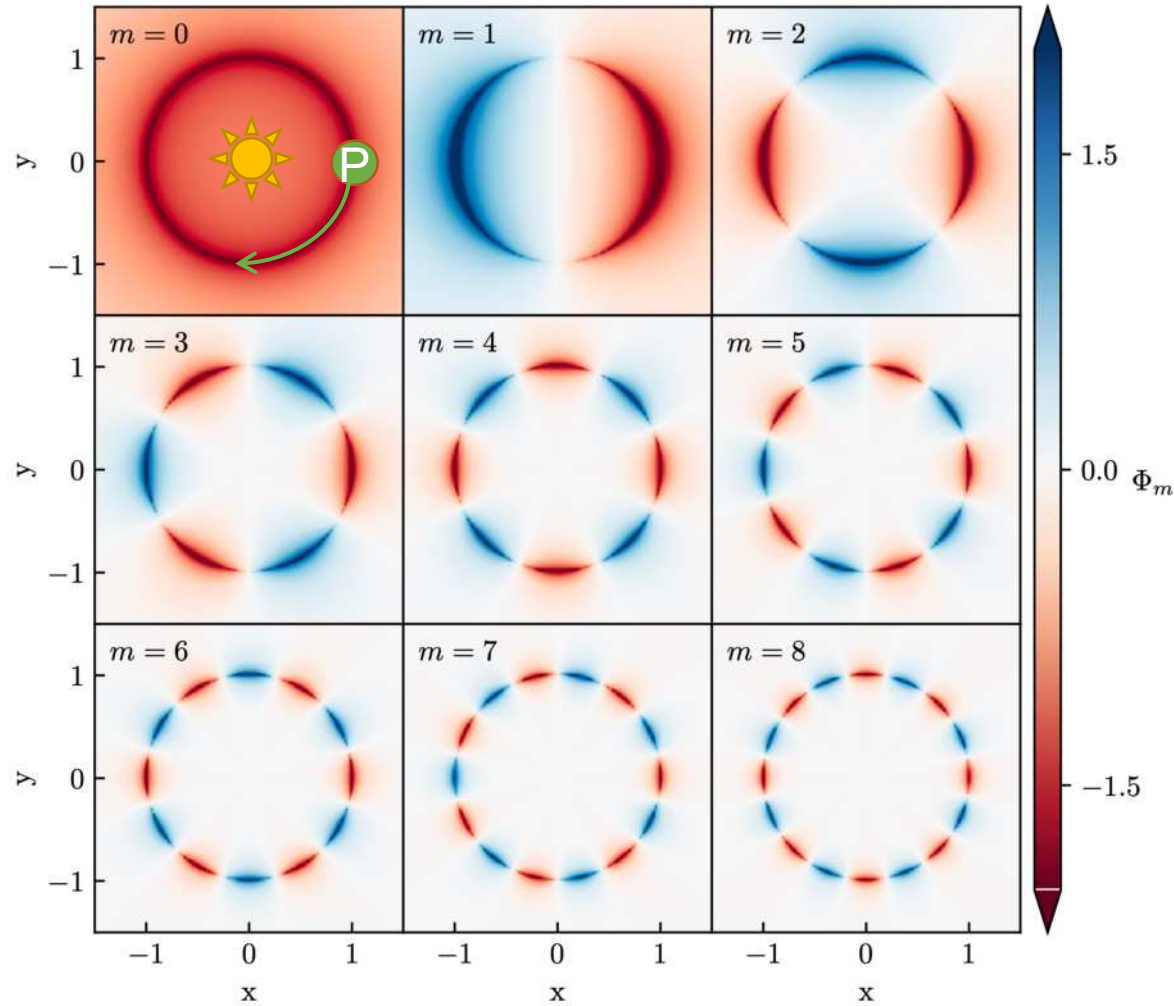 m = 0
m = 1
m = 2
y
1
0
−1
P
1.5
m = 3
m = 4
m = 5
y
1
0
−1
0.0
Φm
m = 6
m = 7
m = 8
y
1
0
−1
−1.5
−1 0 1
−1 0 1
−1 0 1
x
x
x